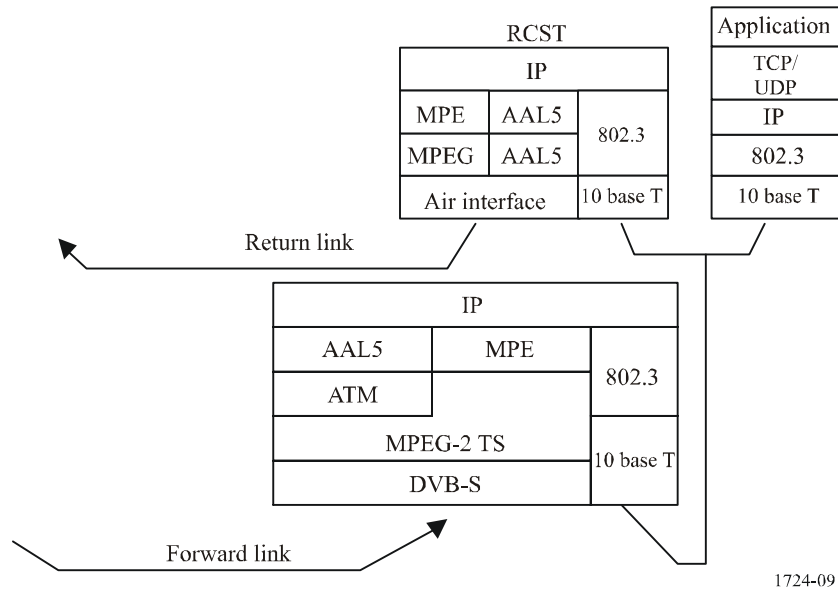 RCST
IP
MPE
AAL5
802.3
MPEG
AAL5
Air interface
10 base T
Application
TCP/
UDP
IP
802.3
10 base T
Return link
IP
AAL5
MPE
802.3
ATM
MPEG-2 TS
10 base T
DVB-S
Forward link
1724-09